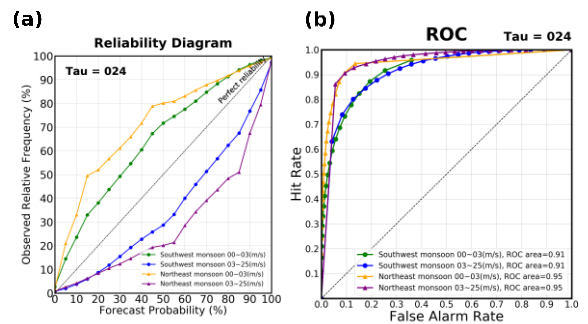 (a)
Reliability Diagram
Tau = 024
Perfect reliability
Observed Relative Frequency (%)
100
90
80
70
60
50
40
30
20
10
0
Southwest monsoon 00~03(m/s)
Southwest monsoon 03~25(m/s)
Northeast monsoon 00~03(m/s)
Northeast monsoon 03~25(m/s)
0 10 20 30 40 50 60 70 80 90 100
Forecast Probability (%)
(b)
ROC
Tau = 024
Hit Rate
1.0
0.9
0.8
0.7
0.6
0.5
0.4
0.3
0.2
0.1
Southwest monsoon 00~03(m/s), ROC area=0.91
Southwest monsoon 03~25(m/s), ROC area=0.91
Northeast monsoon 00~03(m/s), ROC area=0.95
Northeast monsoon 03~25(m/s), ROC area=0.95
0.0 0.1 0.2 0.3 0.4 0.5 0.6 0.7 0.8 0.9 1.0
False Alarm Rate